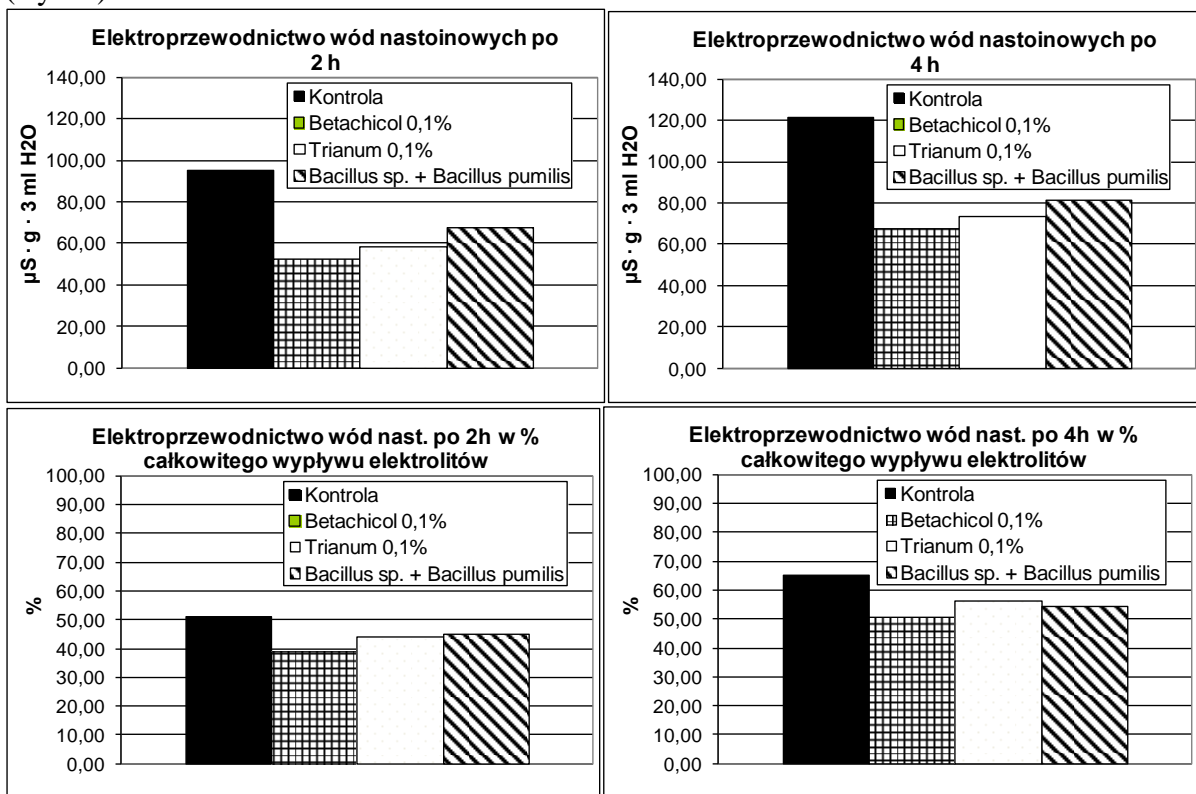 Elektroprzewodnictwo wód nastoinowych po
2 h
µS · g · 3 ml H2O
140,00
120,00
100,00
80,00
60,00
40,00
20,00
0,00
Kontrola
Betachicol 0,1%
Trianum 0,1%
Bacillus sp. + Bacillus pumilis
Elektroprzewodnictwo wód nastoinowych po
4 h
µS · g · 3 ml H2O
140,00
120,00
100,00
80,00
60,00
40,00
20,00
0,00
Kontrola
Betachicol 0,1%
Trianum 0,1%
Bacillus sp. + Bacillus pumilis
Elektroprzewodnictwo wód nast. po 2h w %
całkowitego wypływu elektrolitów
%
100,00
90,00
80,00
70,00
60,00
50,00
40,00
30,00
20,00
10,00
0,00
Kontrola
Betachicol 0,1%
Trianum 0,1%
Bacillus sp. + Bacillus pumilis
Elektroprzewodnictwo wód nast. po 4h w %
całkowitego wypływu elektrolitów
%
100,00
90,00
80,00
70,00
60,00
50,00
40,00
30,00
20,00
10,00
0,00
Kontrola
Betachicol 0,1%
Trianum 0,1%
Bacillus sp. + Bacillus pumilis